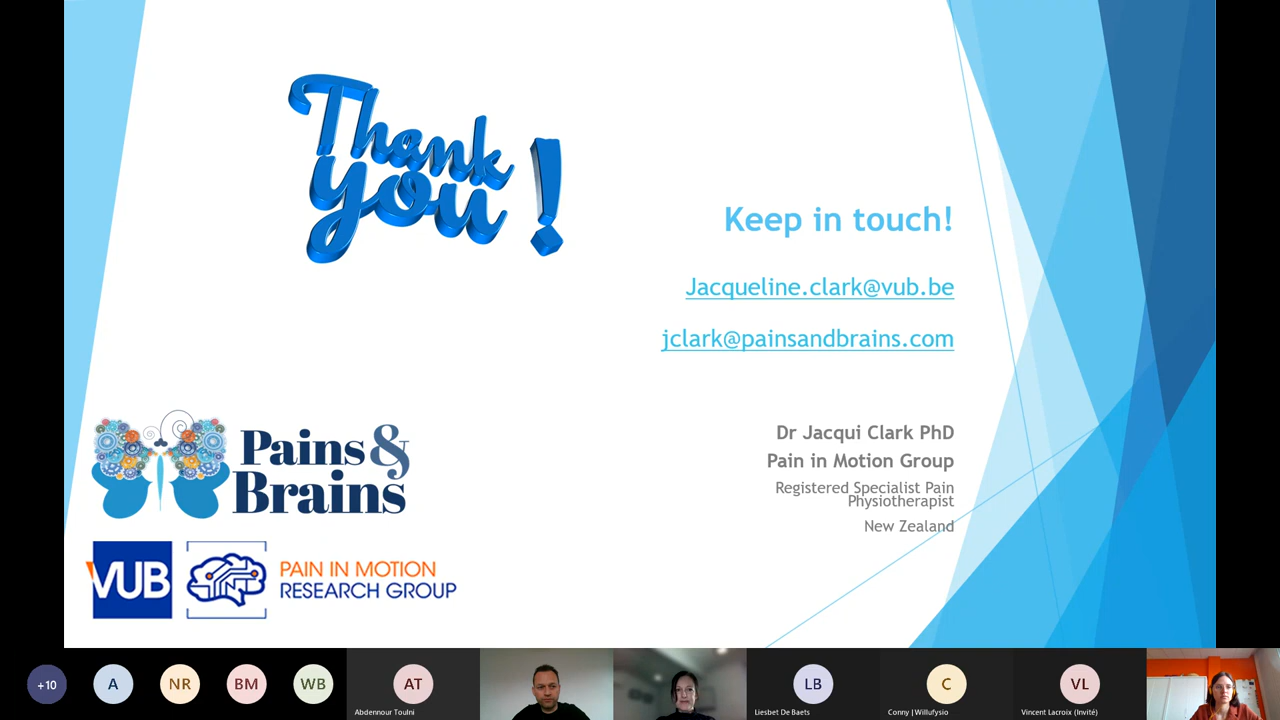 Thank
you!
Keep in touch!
Jacqueline.clark@vub.be
jclark@painsandbrains.com
Pains &
Brains
Dr Jacqui Clark PhD
Pain in Motion Group
Registered Specialist Pain
Physiotherapist
New Zealand
VUB
PAIN IN MOTION
RESEARCH GROUP
+10
A
NR
BM
WB
AT
Abdennour Toulni
LB
Liesbet De Baets
C
Conny | Willufysio
VL
Vincent Lacroix (Invité)